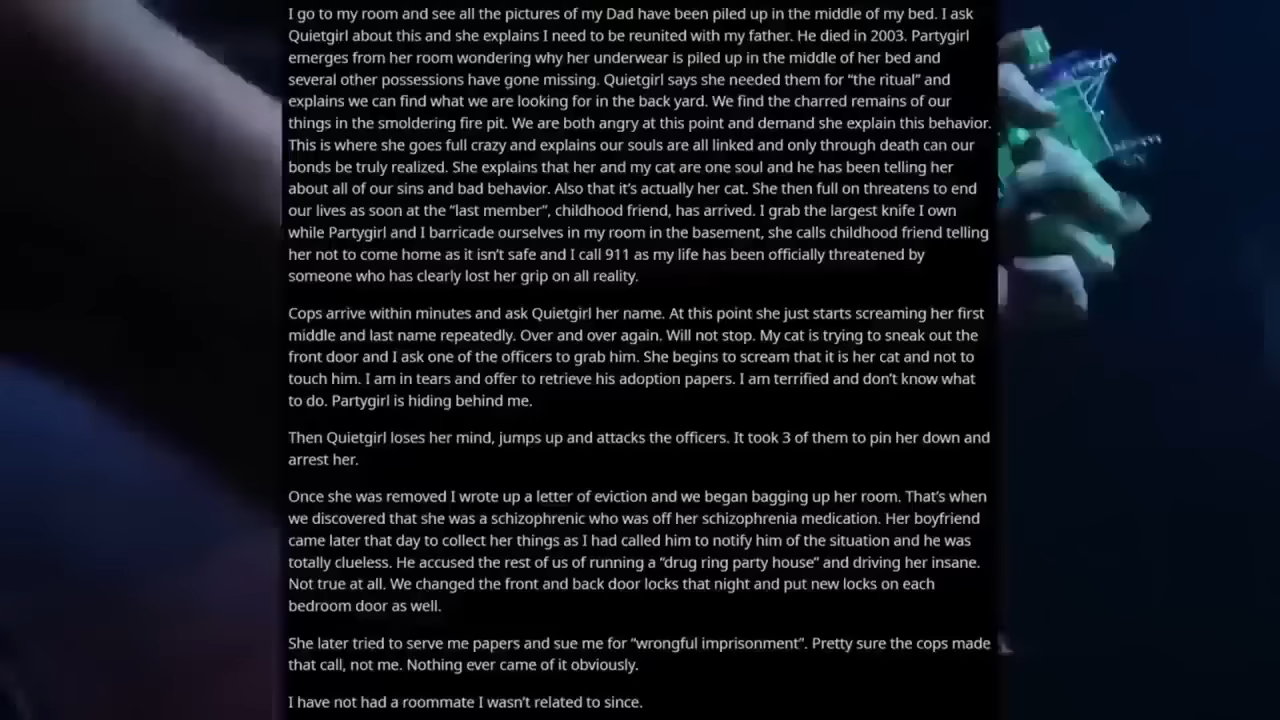 I go to my room and see all the pictures of my Dad have been piled up in the middle of my bed. I ask
Quietgirl about this and she explains I need to be reunited with my father. He died in 2003. Partygirl
emerges from her room wondering why her underwear is piled up in the middle of her bed and
several other possessions have gone missing. Quietgirl says she needed them for “the ritual” and
explains we can find what we are looking for in the back yard. We find the charred remains of our
things in the smoldering fire pit. We are both angry at this point and demand she explain this behavior.
This is where she goes full crazy and explains our souls are all linked and only through death can our
bonds be truly realized. She explains that her and my cat are one soul and he has been telling her
about all of our sins and bad behavior. Also that it’s actually her cat. She then full on threatens to end
our lives as soon at the “last member”, childhood friend, has arrived. I grab the largest knife I own
while Partygirl and I barricade ourselves in my room in the basement, she calls childhood friend telling
her not to come home as it isn’t safe and I call 911 as my life has been officially threatened by
someone who has clearly lost her grip on all reality.
Cops arrive within minutes and ask Quietgirl her name. At this point she just starts screaming her first
middle and last name repeatedly. Over and over again. Will not stop. My cat is trying to sneak out the
front door and I ask one of the officers to grab him. She begins to scream that it is her cat and not to
touch him. I am in tears and offer to retrieve his adoption papers. I am terrified and don’t know what
to do. Partygirl is hiding behind me.
Then Quietgirl loses her mind, jumps up and attacks the officers. It took 3 of them to pin her down and
arrest her.
Once she was removed I wrote up a letter of eviction and we began bagging up her room. That’s when
we discovered that she was a schizophrenic who was off her schizophrenia medication. Her boyfriend
came later that day to collect her things as I had called him to notify him of the situation and he was
totally clueless. He accused the rest of us of running a “drug ring party house” and driving her insane.
Not true at all. We changed the front and back door locks that night and put new locks on each
bedroom door as well.
She later tried to serve me papers and sue me for “wrongful imprisonment”. Pretty sure the cops made
that call, not me. Nothing ever came of it obviously.
I have not had a roommate I wasn’t related to since.